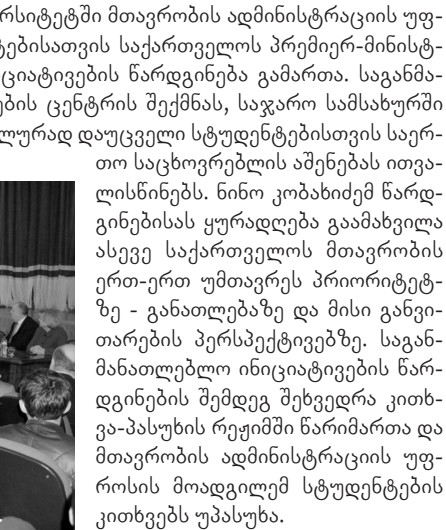 რსიტეტში მთავრობის ადმინისტრაციის უფ-
ტებისათვის საქართველოს პრემიერ-მინისტ-
ციატივების წარდგინება გამართა. საგანმა-
ების ცენტრის შექმნას, საჯარო სამსახურში
ლურად დაუცველი სტუდენტებისთვის საერ-
თო საცხოვრებლის აშენებას ითვა-
ლისწინებს. ნინო კობახიძემ წარდ-
გინებისას ყურადღება გაამახვილა
ასევე საქართველოს მთავრობის
ერთ-ერთ უმთავრეს პრიორიტეტ-
ზე - განათლებაზე და მისი განვი-
თარების პერსპექტივებზე. საგან-
მანათლებლო ინიციატივების წარ-
დგინების შემდეგ შეხვედრა კითხ-
ვა-პასუხის რეჟიმში წარიმართა და
მთავრობის ადმინისტრაციის უფ-
როსის მოადგილემ სტუდენტების
კითხვებს უპასუხა.